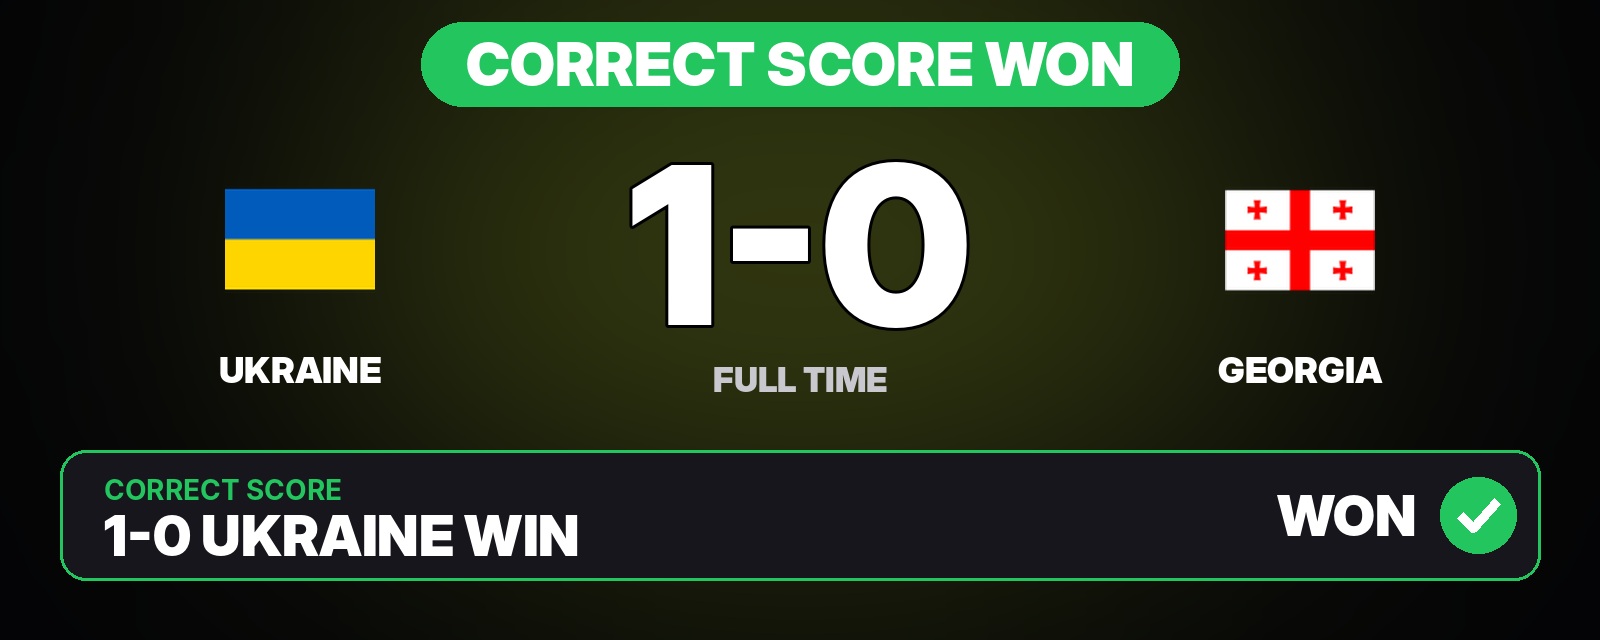 CORRECT SCORE WON
1-0
UKRAINE
GEORGIA
FULL TIME
CORRECT SCORE
1-0 UKRAINE WIN
WON